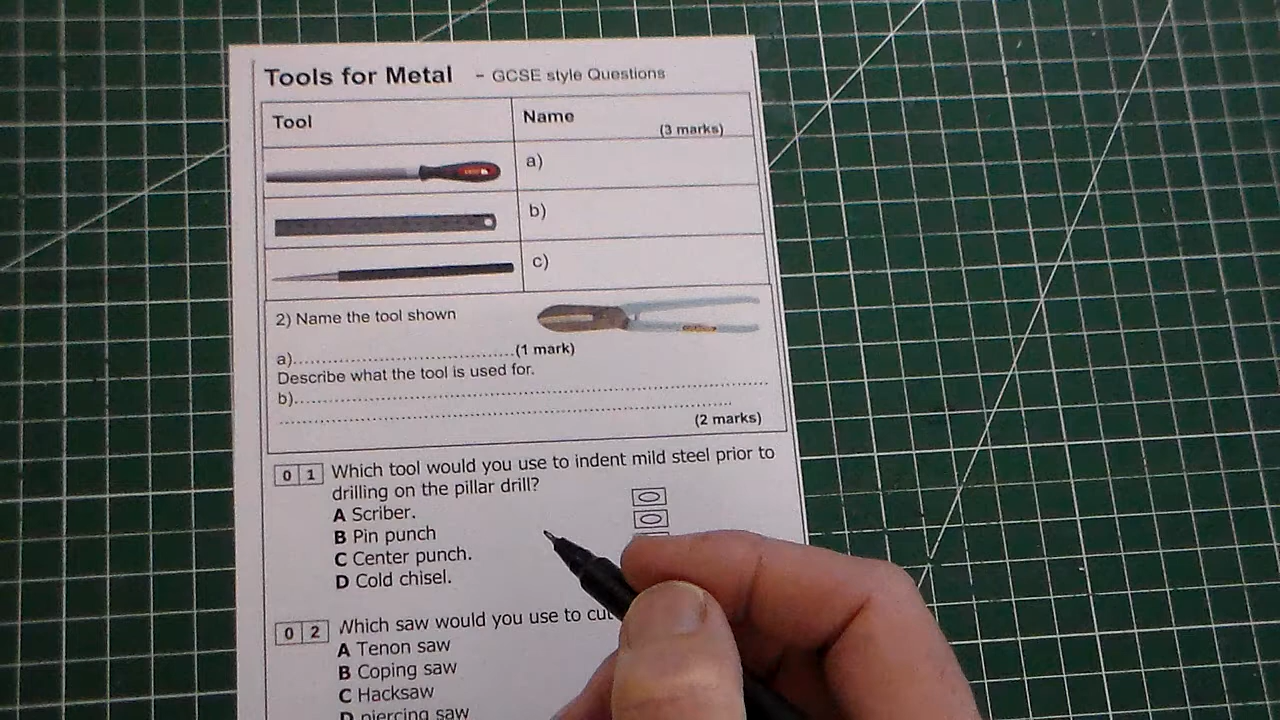 Tools for Metal - GCSE style Questions
Tool
Name
(3 marks)
a)
b)
c)
2) Name the tool shown
a)..........................................(1 mark)
Describe what the tool is used for.
b)..........................................................................................
..........................................................................................
(2 marks)
0 1 Which tool would you use to indent mild steel prior to
drilling on the pillar drill?
A Scriber.
B Pin punch
C Center punch.
D Cold chisel.
0 2 Which saw would you use to cut
A Tenon saw
B Coping saw
C Hacksaw
D piercing saw